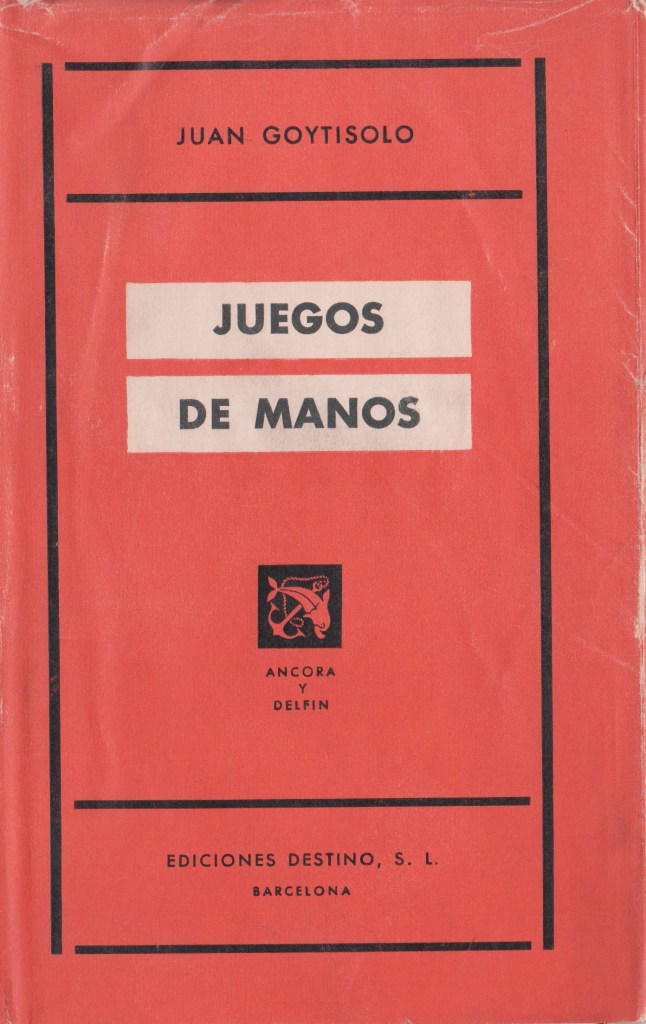 JUAN GOYTISOLO
JUEGOS
DE MANOS
ANCORA
Y
DELFIN
EDICIONES DESTINO, S. L.
BARCELONA